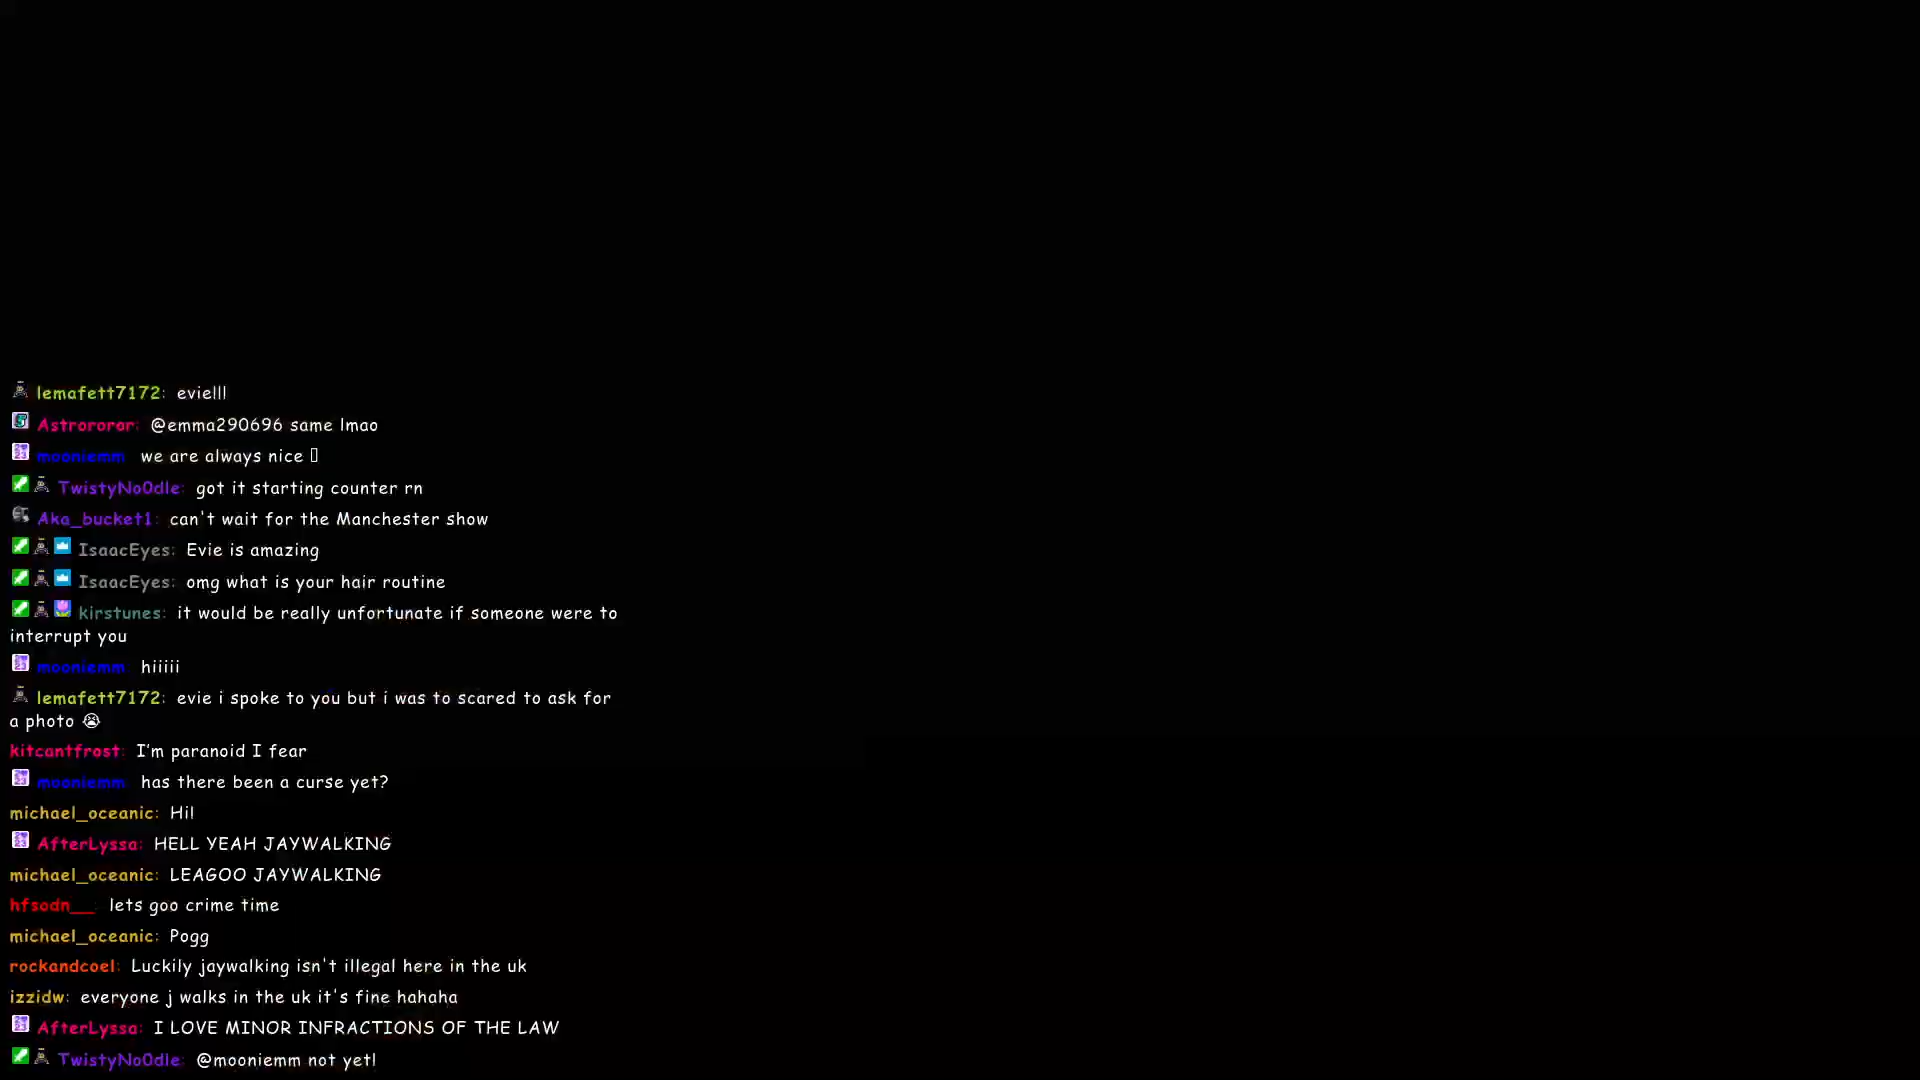 lemafett7172: evielll
Astrororor: @emma290696 same lmao
mooniemm: we are always nice
TwistyNo0dle: got it starting counter rn
Aka_bucket1: can't wait for the Manchester show
IsaacEyes: Evie is amazing
IsaacEyes: omg what is your hair routine
kirstunes: it would be really unfortunate if someone were to
interrupt you
mooniemm: hiiiii
lemafett7172: evie i spoke to you but i was to scared to ask for
a photo 😭
kitcantfrost: I'm paranoid I fear
mooniemm: has there been a curse yet?
michael_oceanic: Hi!
AfterLyssa: HELL YEAH JAYWALKING
michael_oceanic: LEAGOO JAYWALKING
hfsodn__: lets goo crime time
michael_oceanic: Pogg
rockandcoel: Luckily jaywalking isn't illegal here in the uk
izzidw: everyone j walks in the uk it's fine hahaha
AfterLyssa: I LOVE MINOR INFRACTIONS OF THE LAW
TwistyNo0dle: @mooniemm not yet!